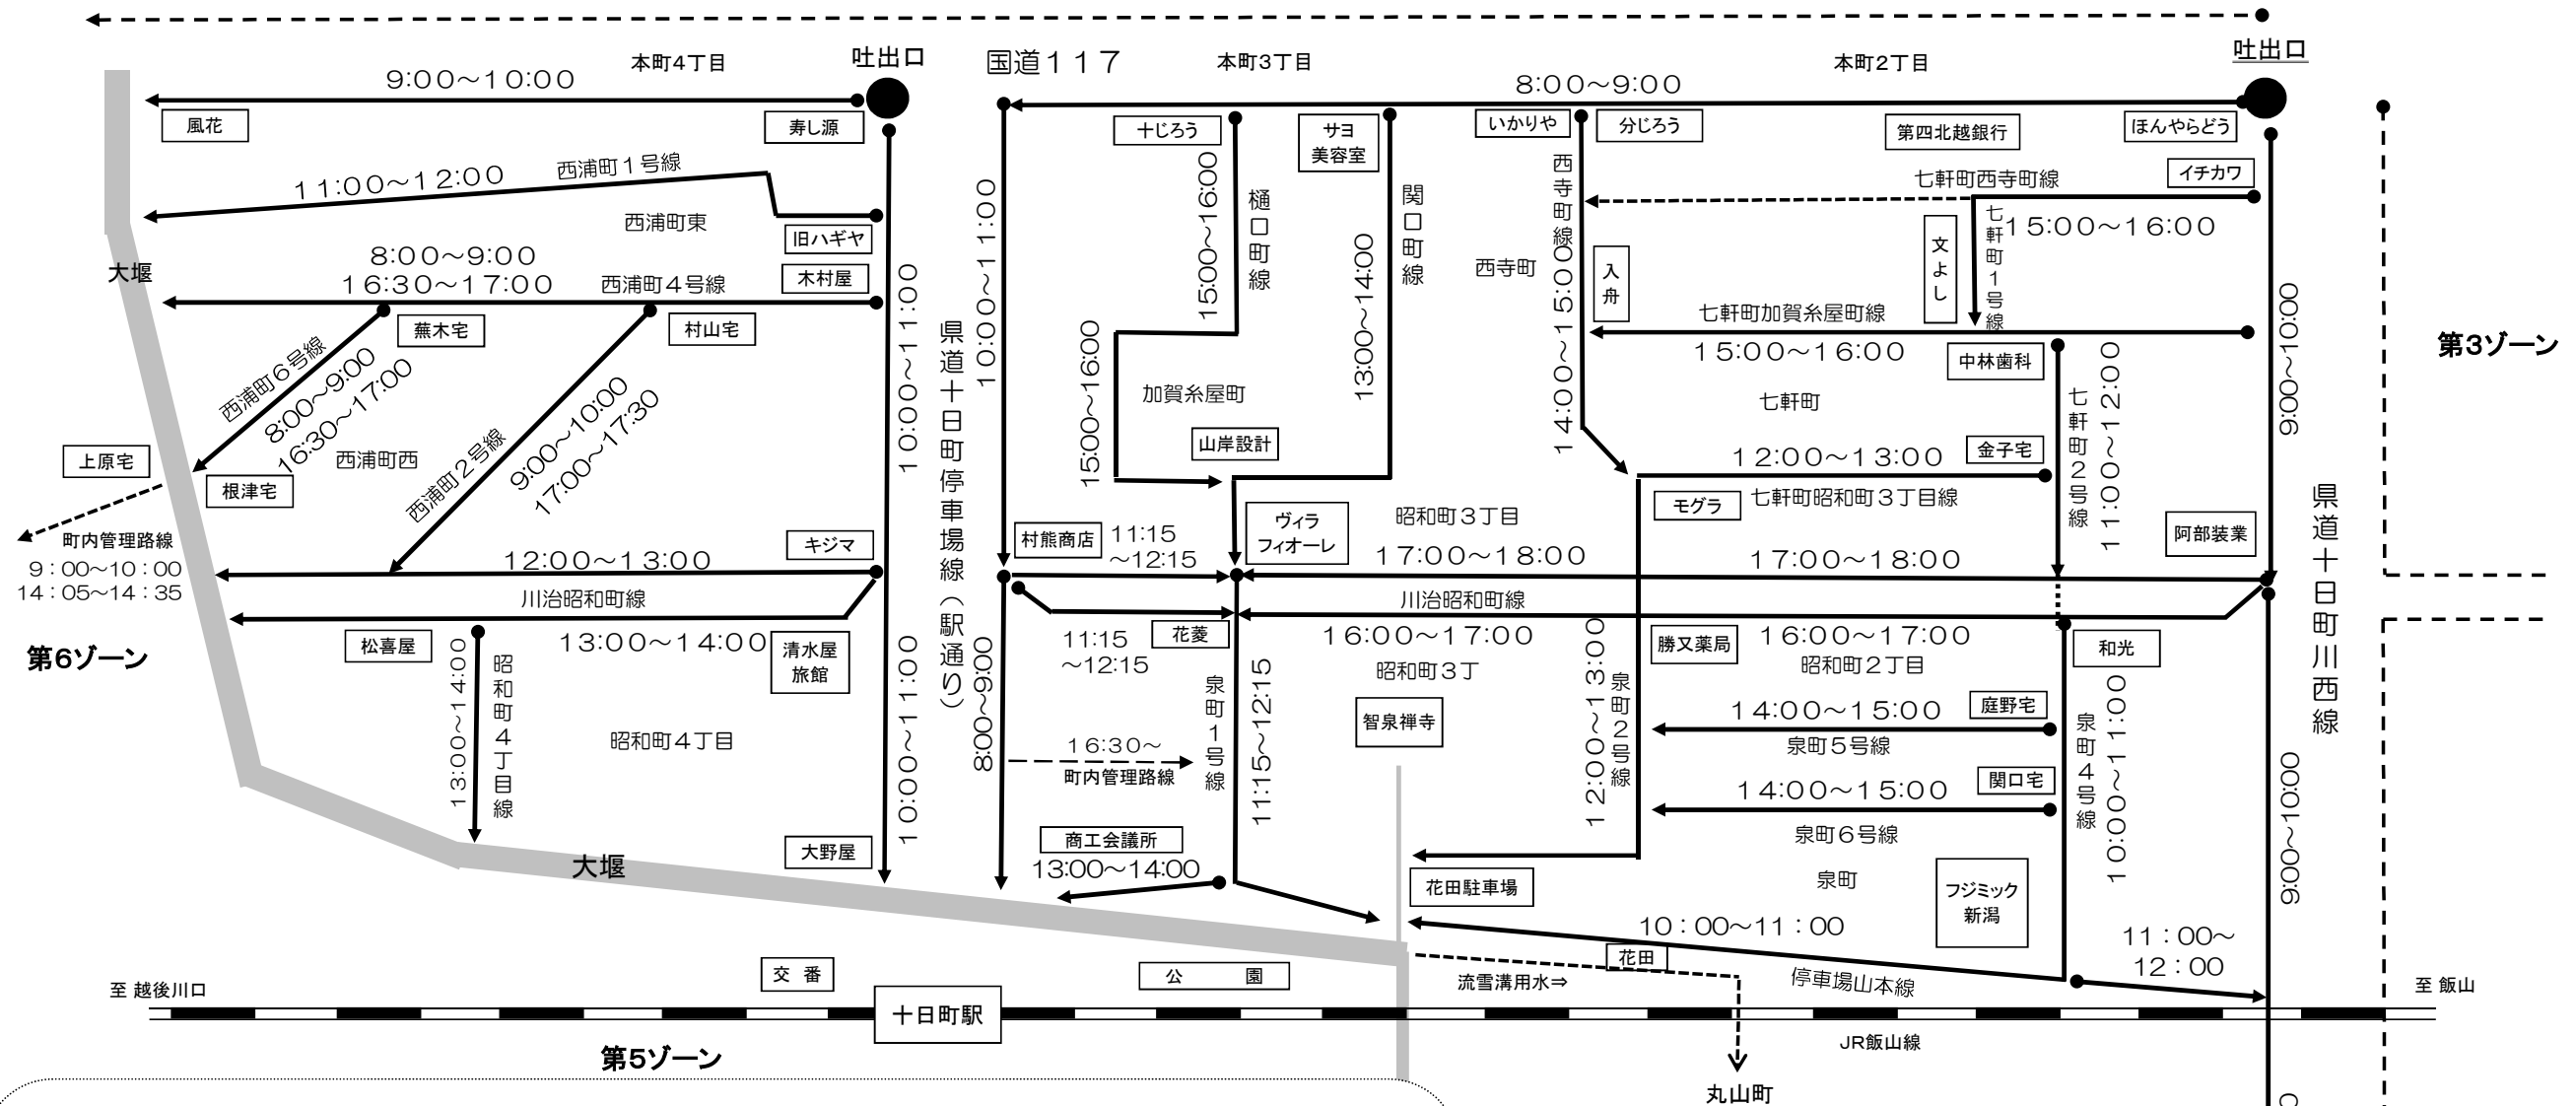 吐出口
国道１１７
本町4丁目
本町3丁目
本町2丁目
吐出口
9:00～10:00
8:00～9:00
風花
寿し源
十じろう
サヨ
美容室
いかりや
分じろう
第四北越銀行
ほんやらどう
イチカワ
西浦町１号線
11:00～12:00
西浦町東
旧ハギヤ
木村屋
大堰
8:00～9:00
16:30～17:00
西浦町４号線
蕪木宅
村山宅
西浦町６号線
8:00～9:00
16:30～17:00
西浦町西
西浦町２号線
9:00～10:00
17:00～17:30
上原宅
根津宅
町内管理路線
9：00～10：00
14：05～14：35
第6ゾーン
キジマ
12:00～13:00
川治昭和町線
13:00～14:00
松喜屋
清水屋
旅館
13:00～14:00
昭和町４丁目線
昭和町４丁目
大野屋
大堰
10:00～11:00
10:00～11:00
県道十日町停車場線（駅通り）
10:00～11:00
8:00～9:00
15:00～16:00
樋口町線
15:00～16:00
加賀糸屋町
山岸設計
13:00～14:00
関口町線
西寺町
西寺町線
14:00～15:00
入舟
七軒町西寺町線
文よし
七軒町１号線
15:00～16:00
七軒町加賀糸屋町線
15:00～16:00
中林歯科
七軒町
12:00～13:00
金子宅
七軒町昭和町３丁目線
モグラ
七軒町２号線
11:00～12:00
阿部装業
9:00～10:00
県道十日町川西線
第3ゾーン
村熊商店
11:15
～12:15
ヴィラ
フィオーレ
昭和町３丁目
17:00～18:00
17:00～18:00
川治昭和町線
11:15
～12:15
花菱
16:00～17:00
昭和町３丁
勝又薬局
16:00～17:00
昭和町２丁目
和光
智泉禅寺
泉町１号線
11:15～12:15
16:30～
町内管理路線
商工会議所
13:00～14:00
12:00～13:00
泉町２号線
14:00～15:00
庭野宅
泉町５号線
14:00～15:00
関口宅
泉町６号線
泉町
泉町４号線
10:00～11:00
9:00～10:00
花田駐車場
フジミック
新潟
10：00～11：00
11：00～
12：00
花田
停車場山本線
流雪溝用水⇒
交　番
公　　　園
至 越後川口
十日町駅
至 飯山
JR飯山線
第5ゾーン
丸山町